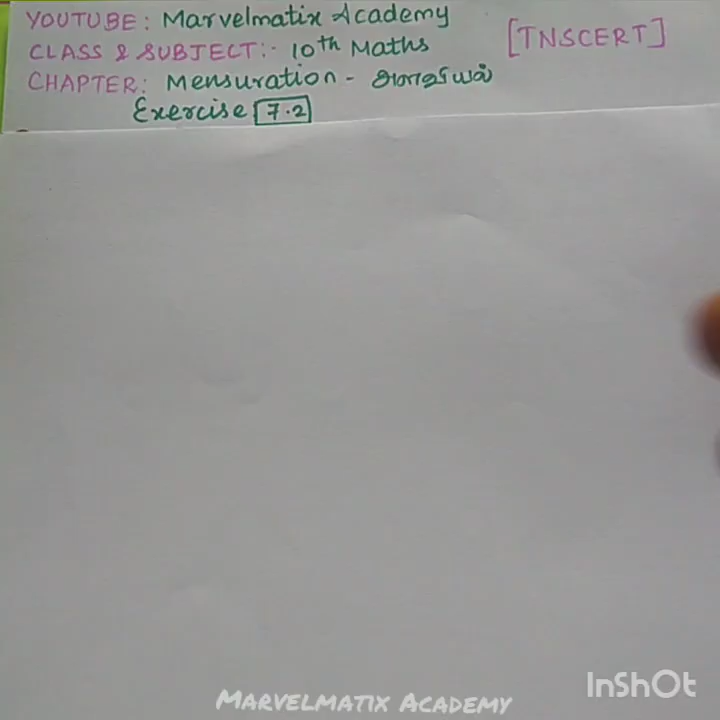 YOUTUBE: Marvelmatix Academy
CLASS & SUBJECT:- 10th Maths [TNSCERT]
CHAPTER: Mensuration - அளவியல்
Exercise 7.2
InShOt
MARVELMATIX ACADEMY